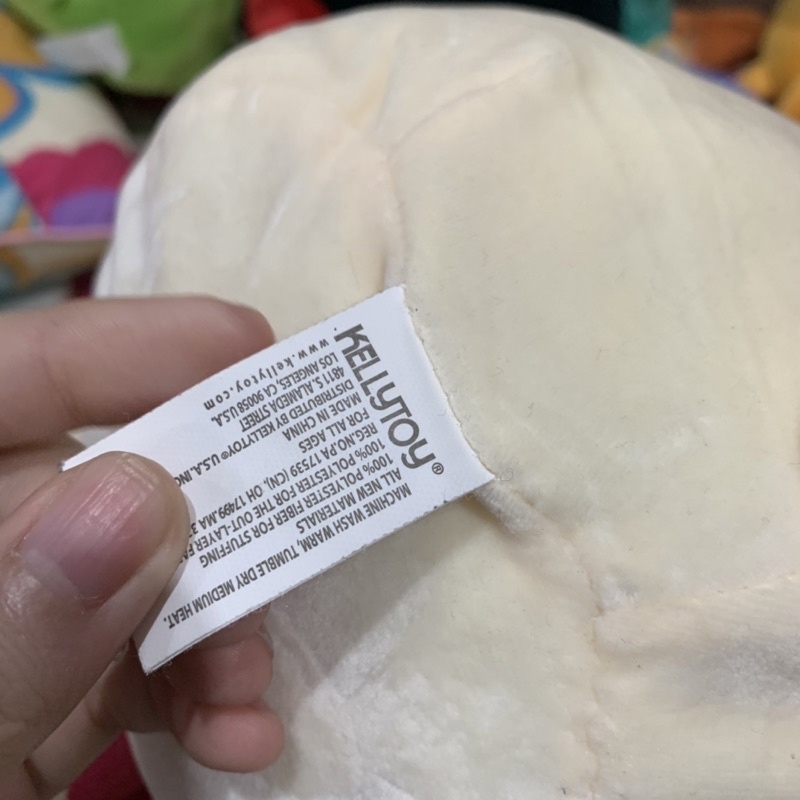 KELLYTOY®
MACHINE WASH WARM, TUMBLE DRY MEDIUM HEAT.
ALL NEW MATERIALS
100% POLYESTER FIBER FOR STUFFING
100% POLYESTER FOR THE OUT-LAYER
REG.NO.PA 17539 (CN), OH 17499.MA
FOR ALL AGES
MADE IN CHINA
DISTRIBUTED BY KELLYTOY® U.S.A. INC
4811 S. ALAMEDA STREET
LOS ANGELES, CA 90058 U.S.A.
www.kellytoy.com